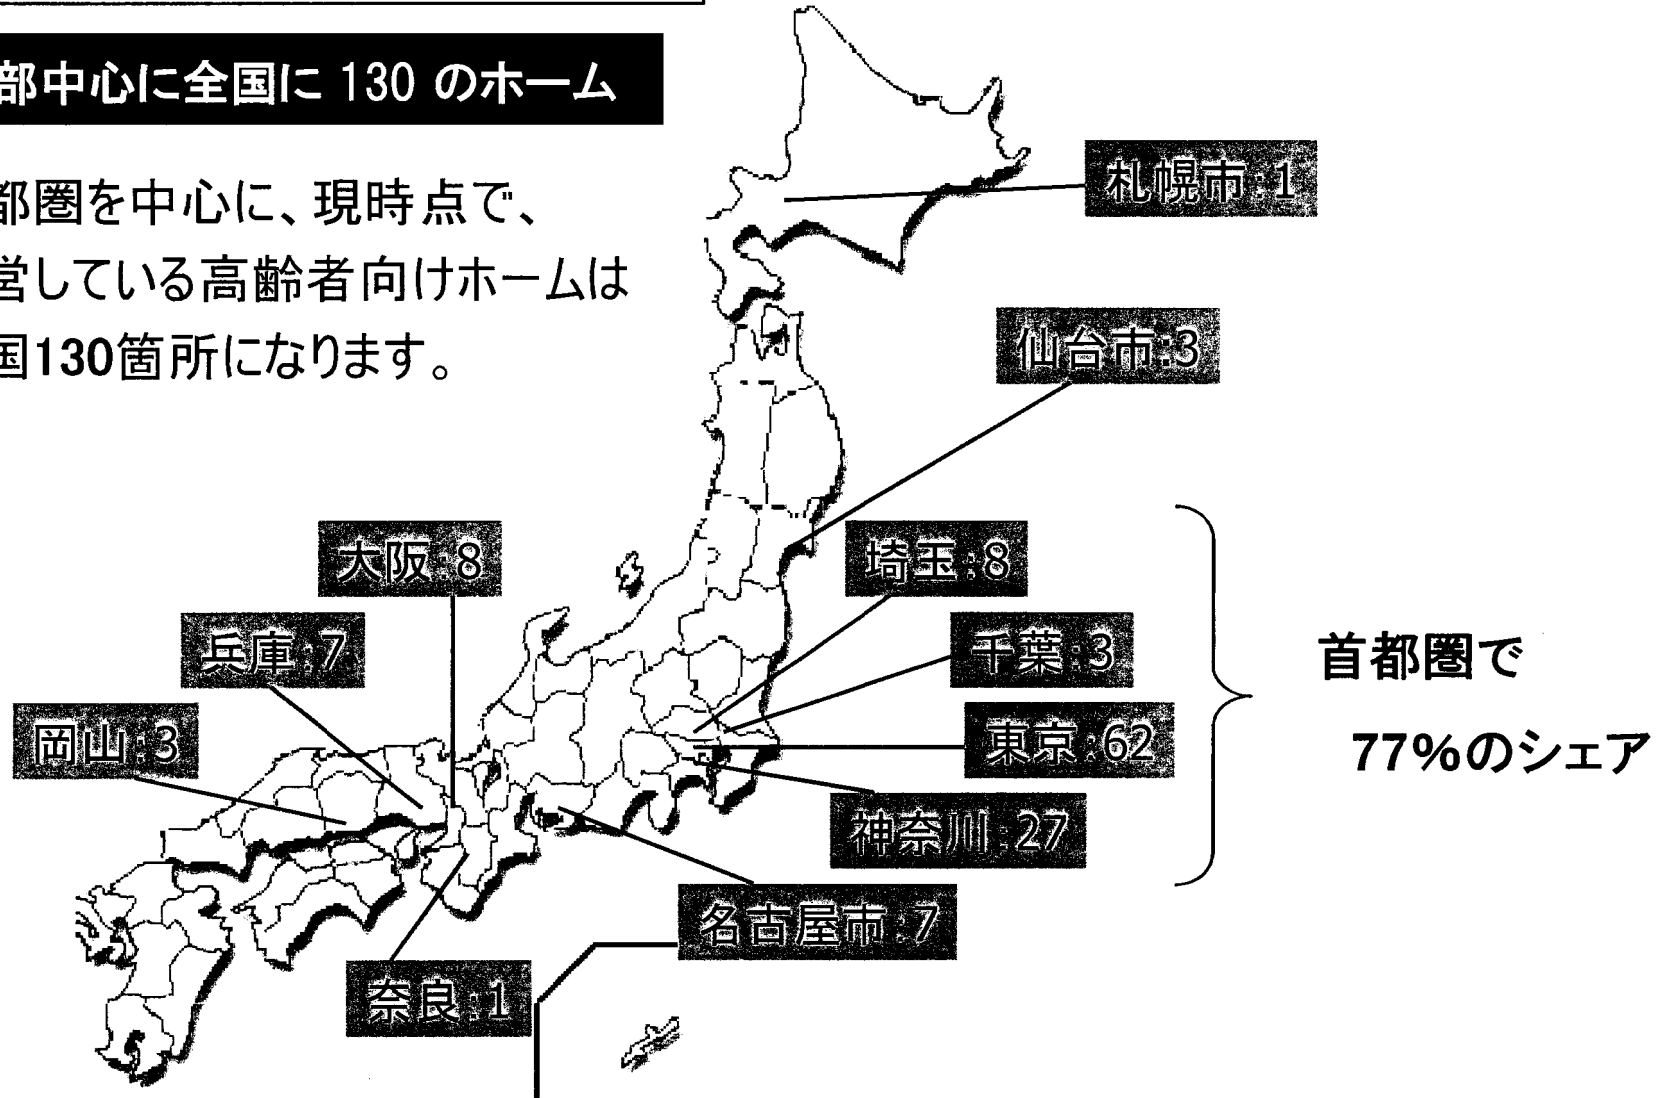 部中心に全国に 130 のホーム
都圏を中心に、現時点で、
営している高齢者向けホームは
国130箇所になります。
札幌市:1
仙台市:3
大阪:8
埼玉:8
兵庫:7
千葉:3
首都圏で
岡山:3
東京:62
77%のシェア
神奈川:27
名古屋市:7
奈良:1